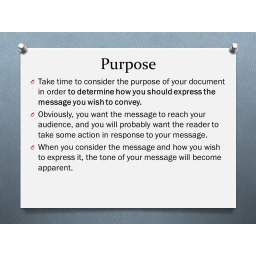 Purpose
Take time to consider the purpose of your document
in order to determine how you should express the
message you wish to convey.
Obviously, you want the message to reach your
audience, and you will probably want the reader to
take some action in response to your message.
When you consider the message and how you wish
to express it, the tone of your message will become
apparent.